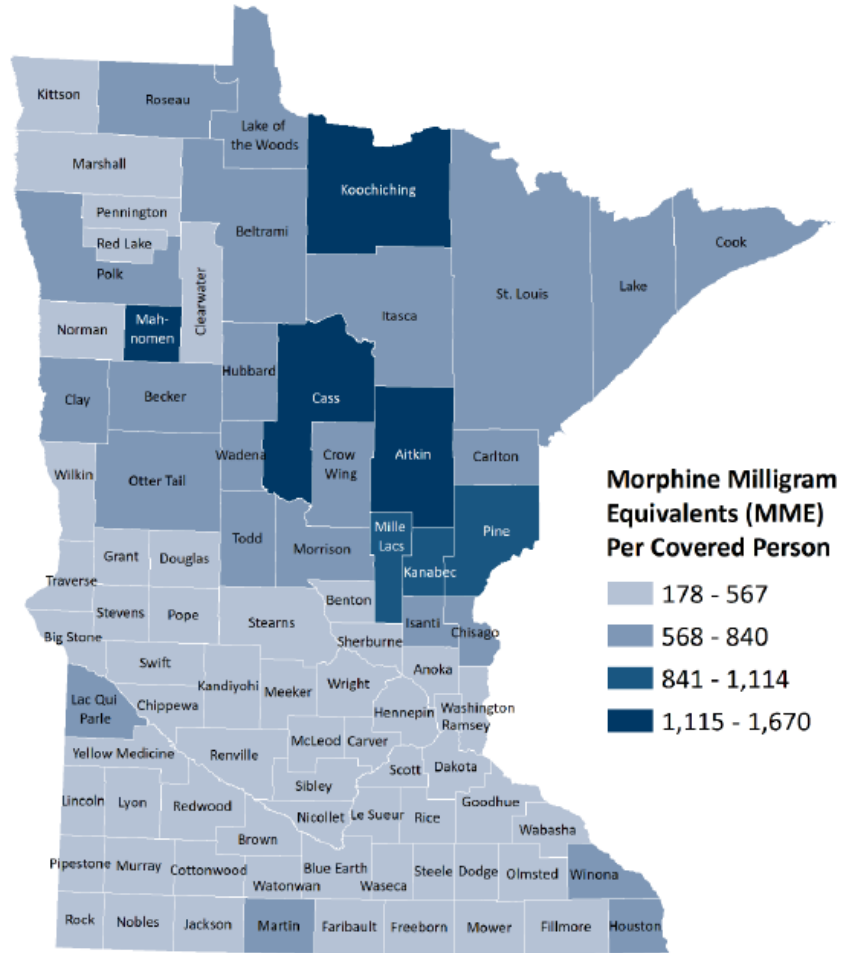 Kittson
Roseau
Lake of
the Woods
Koochiching
Marshall
Pennington
Red Lake
Beltrami
Polk
Clearwater
Cook
Lake
St. Louis
Itasca
Norman
Mah-
nomen
Hubbard
Cass
Clay
Becker
Wadena
Crow
Wing
Aitkin
Carlton
Wilkin
Otter Tail
Todd
Morrison
Mille
Lacs
Pine
Kanabec
Grant
Douglas
Traverse
Stevens
Pope
Stearns
Benton
Isanti
Chisago
Big Stone
Sherburne
Swift
Kandiyohi
Meeker
Wright
Anoka
Lac Qui
Parle
Chippewa
Hennepin
Washington
Ramsey
Yellow Medicine
Renville
McLeod
Carver
Scott
Dakota
Sibley
Lincoln
Lyon
Redwood
Nicollet
Le Sueur
Rice
Goodhue
Wabasha
Brown
Pipestone
Murray
Cottonwood
Watonwan
Blue Earth
Waseca
Steele
Dodge
Olmsted
Winona
Rock
Nobles
Jackson
Martin
Faribault
Freeborn
Mower
Fillmore
Houston
Morphine Milligram
Equivalents (MME)
Per Covered Person
178 - 567
568 - 840
841 - 1,114
1,115 - 1,670